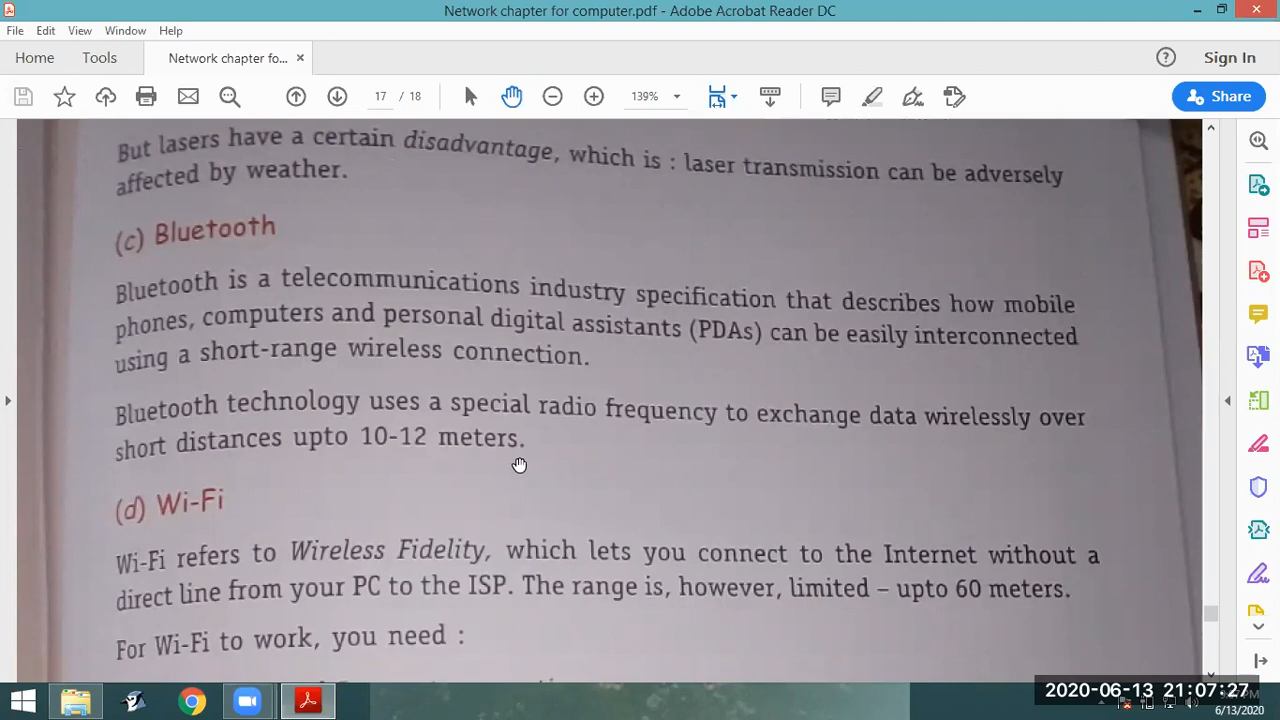 Network chapter for computer.pdf - Adobe Acrobat Reader DC
File Edit View Window Help
Home Tools Network chapter fo... Sign In
17 / 18 139% Share
But lasers have a certain disadvantage, which is : laser transmission can be adversely
affected by weather.
(c) Bluetooth
Bluetooth is a telecommunications industry specification that describes how mobile
phones, computers and personal digital assistants (PDAs) can be easily interconnected
using a short-range wireless connection.
Bluetooth technology uses a special radio frequency to exchange data wirelessly over
short distances upto 10-12 meters.
(d) Wi-Fi
Wi-Fi refers to Wireless Fidelity, which lets you connect to the Internet without a
direct line from your PC to the ISP. The range is, however, limited – upto 60 meters.
For Wi-Fi to work, you need :
2020-06-13 21:07:27
6/13/2020